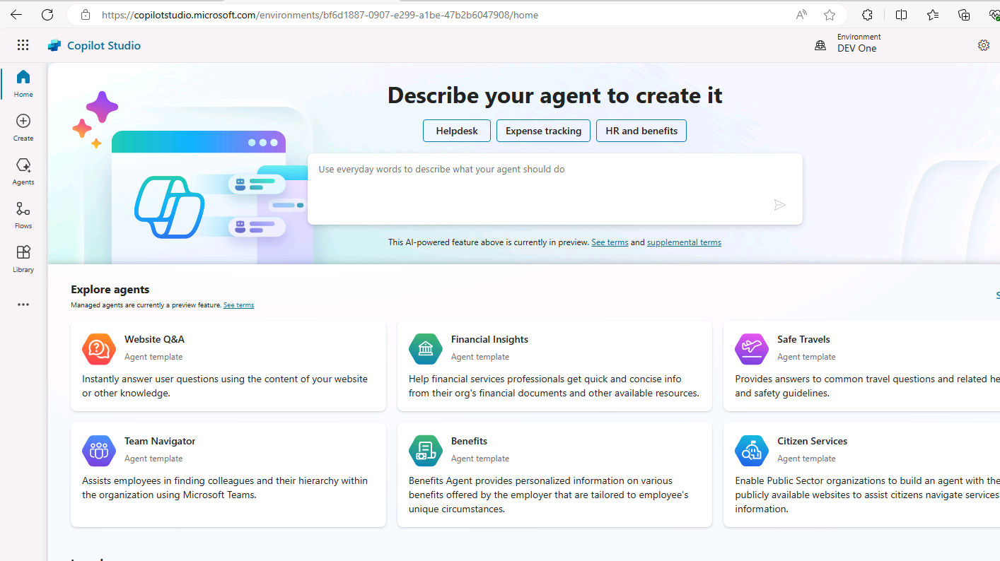 https://copilotstudio.microsoft.com/environments/bf6d1887-0907-e299-a1be-47b2b6047908/home
Copilot Studio
Environment
DEV One
Home
Create
Agents
Flows
Library
Describe your agent to create it
Helpdesk
Expense tracking
HR and benefits
Use everyday words to describe what your agent should do
This AI-powered feature above is currently in preview. See terms and supplemental terms
Explore agents
Managed agents are currently a preview feature. See terms
Website Q&A
Agent template
Instantly answer user questions using the content of your website
or other knowledge.
Financial Insights
Agent template
Help financial services professionals get quick and concise info
from their org's financial documents and other available resources.
Safe Travels
Agent template
Provides answers to common travel questions and related he
and safety guidelines.
Team Navigator
Agent template
Assists employees in finding colleagues and their hierarchy within
the organization using Microsoft Teams.
Benefits
Agent template
Benefits Agent provides personalized information on various
benefits offered by the employer that are tailored to employee's
unique circumstances.
Citizen Services
Agent template
Enable Public Sector organizations to build an agent with the
publicly available websites to assist citizens navigate services
information.